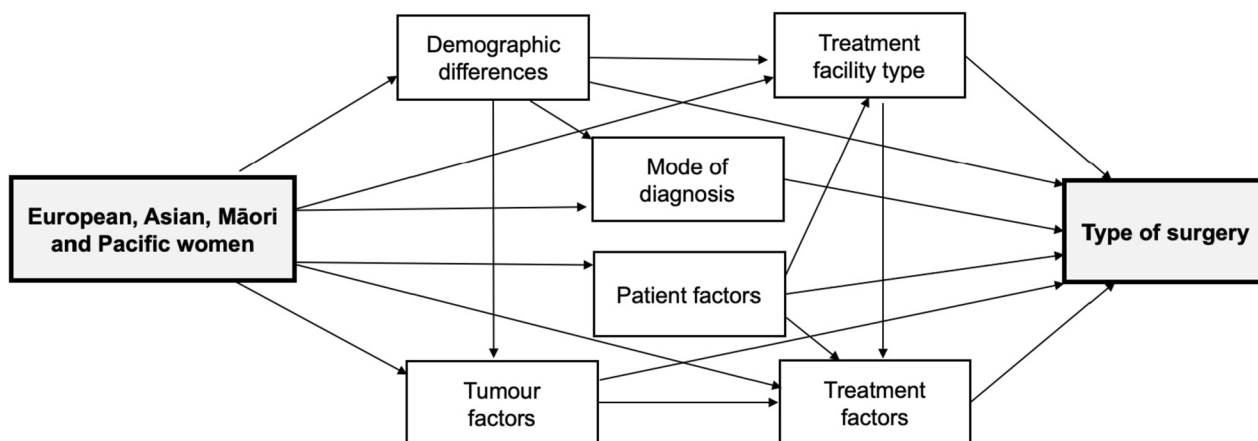 Demographic
differences
Treatment
facility type
Mode of
diagnosis
European, Asian, Māori
and Pacific women
Type of surgery
Patient factors
Tumour
factors
Treatment
factors